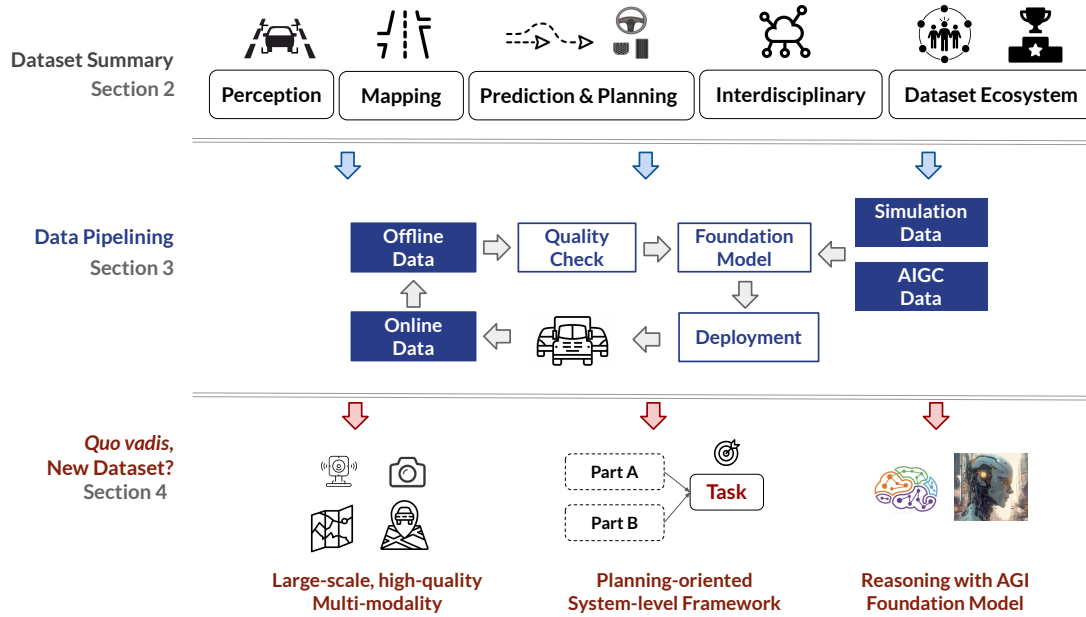 Dataset Summary
Section 2
Perception
Mapping
Prediction & Planning
Interdisciplinary
Dataset Ecosystem
Data Pipelining
Section 3
Offline
Data
Quality
Check
Foundation
Model
Simulation
Data
AIGC
Data
Online
Data
Deployment
Quo vadis,
New Dataset?
Section 4
Part A
Part B
Task
Large-scale, high-quality
Multi-modality
Planning-oriented
System-level Framework
Reasoning with AGI
Foundation Model